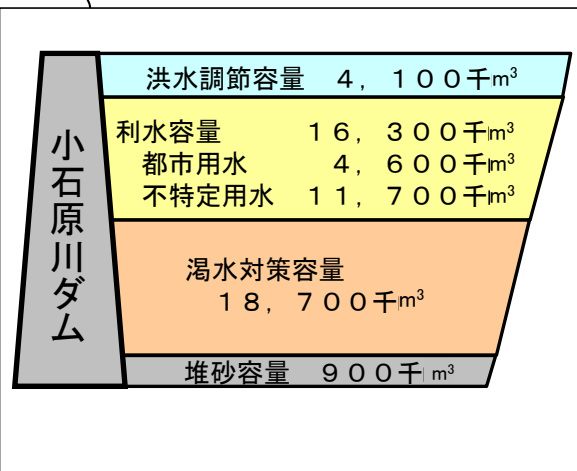 小石原川ダム
洪水調節容量　４，１００千m³
利水容量　１６，３００千m³
都市用水　４，６００千m³
不特定用水　１１，７００千m³
渇水対策容量
１８，７００千m³
堆砂容量　９００千m³